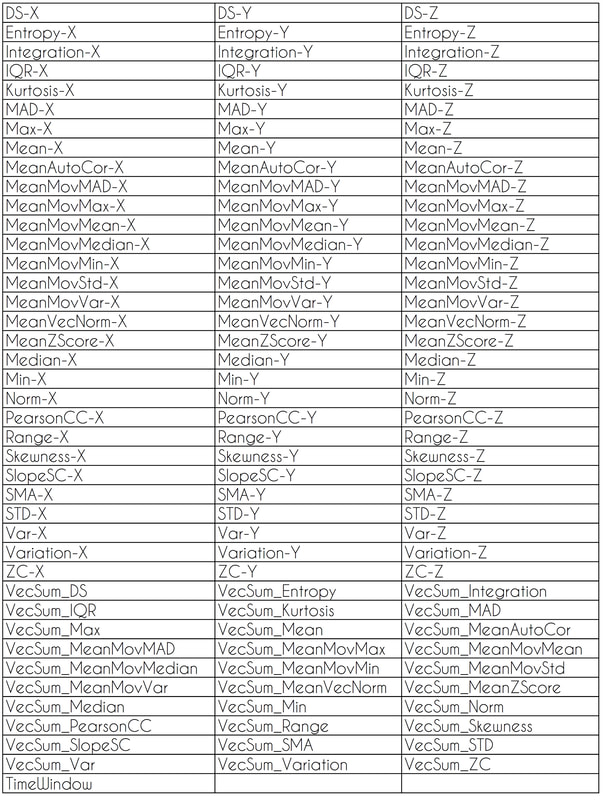 DS-X DS-Y DS-Z
Entropy-X Entropy-Y Entropy-Z
Integration-X Integration-Y Integration-Z
IQR-X IQR-Y IQR-Z
Kurtosis-X Kurtosis-Y Kurtosis-Z
MAD-X MAD-Y MAD-Z
Max-X Max-Y Max-Z
Mean-X Mean-Y Mean-Z
MeanAutoCor-X MeanAutoCor-Y MeanAutoCor-Z
MeanMovMAD-X MeanMovMAD-Y MeanMovMAD-Z
MeanMovMax-X MeanMovMax-Y MeanMovMax-Z
MeanMovMean-X MeanMovMean-Y MeanMovMean-Z
MeanMovMedian-X MeanMovMedian-Y MeanMovMedian-Z
MeanMovMin-X MeanMovMin-Y MeanMovMin-Z
MeanMovStd-X MeanMovStd-Y MeanMovStd-Z
MeanMovVar-X MeanMovVar-Y MeanMovVar-Z
MeanVecNorm-X MeanVecNorm-Y MeanVecNorm-Z
MeanZScore-X MeanZScore-Y MeanZScore-Z
Median-X Median-Y Median-Z
Min-X Min-Y Min-Z
Norm-X Norm-Y Norm-Z
PearsonCC-X PearsonCC-Y PearsonCC-Z
Range-X Range-Y Range-Z
Skewness-X Skewness-Y Skewness-Z
SlopeSC-X SlopeSC-Y SlopeSC-Z
SMA-X SMA-Y SMA-Z
STD-X STD-Y STD-Z
Var-X Var-Y Var-Z
Variation-X Variation-Y Variation-Z
ZC-X ZC-Y ZC-Z
VecSum_DS VecSum_Entropy VecSum_Integration
VecSum_IQR VecSum_Kurtosis VecSum_MAD
VecSum_Max VecSum_Mean VecSum_MeanAutoCor
VecSum_MeanMovMAD VecSum_MeanMovMax VecSum_MeanMovMean
VecSum_MeanMovMedian VecSum_MeanMovMin VecSum_MeanMovStd
VecSum_MeanMovVar VecSum_MeanVecNorm VecSum_MeanZScore
VecSum_Median VecSum_Min VecSum_Norm
VecSum_PearsonCC VecSum_Range VecSum_Skewness
VecSum_SlopeSC VecSum_SMA VecSum_STD
VecSum_Var VecSum_Variation VecSum_ZC
TimeWindow